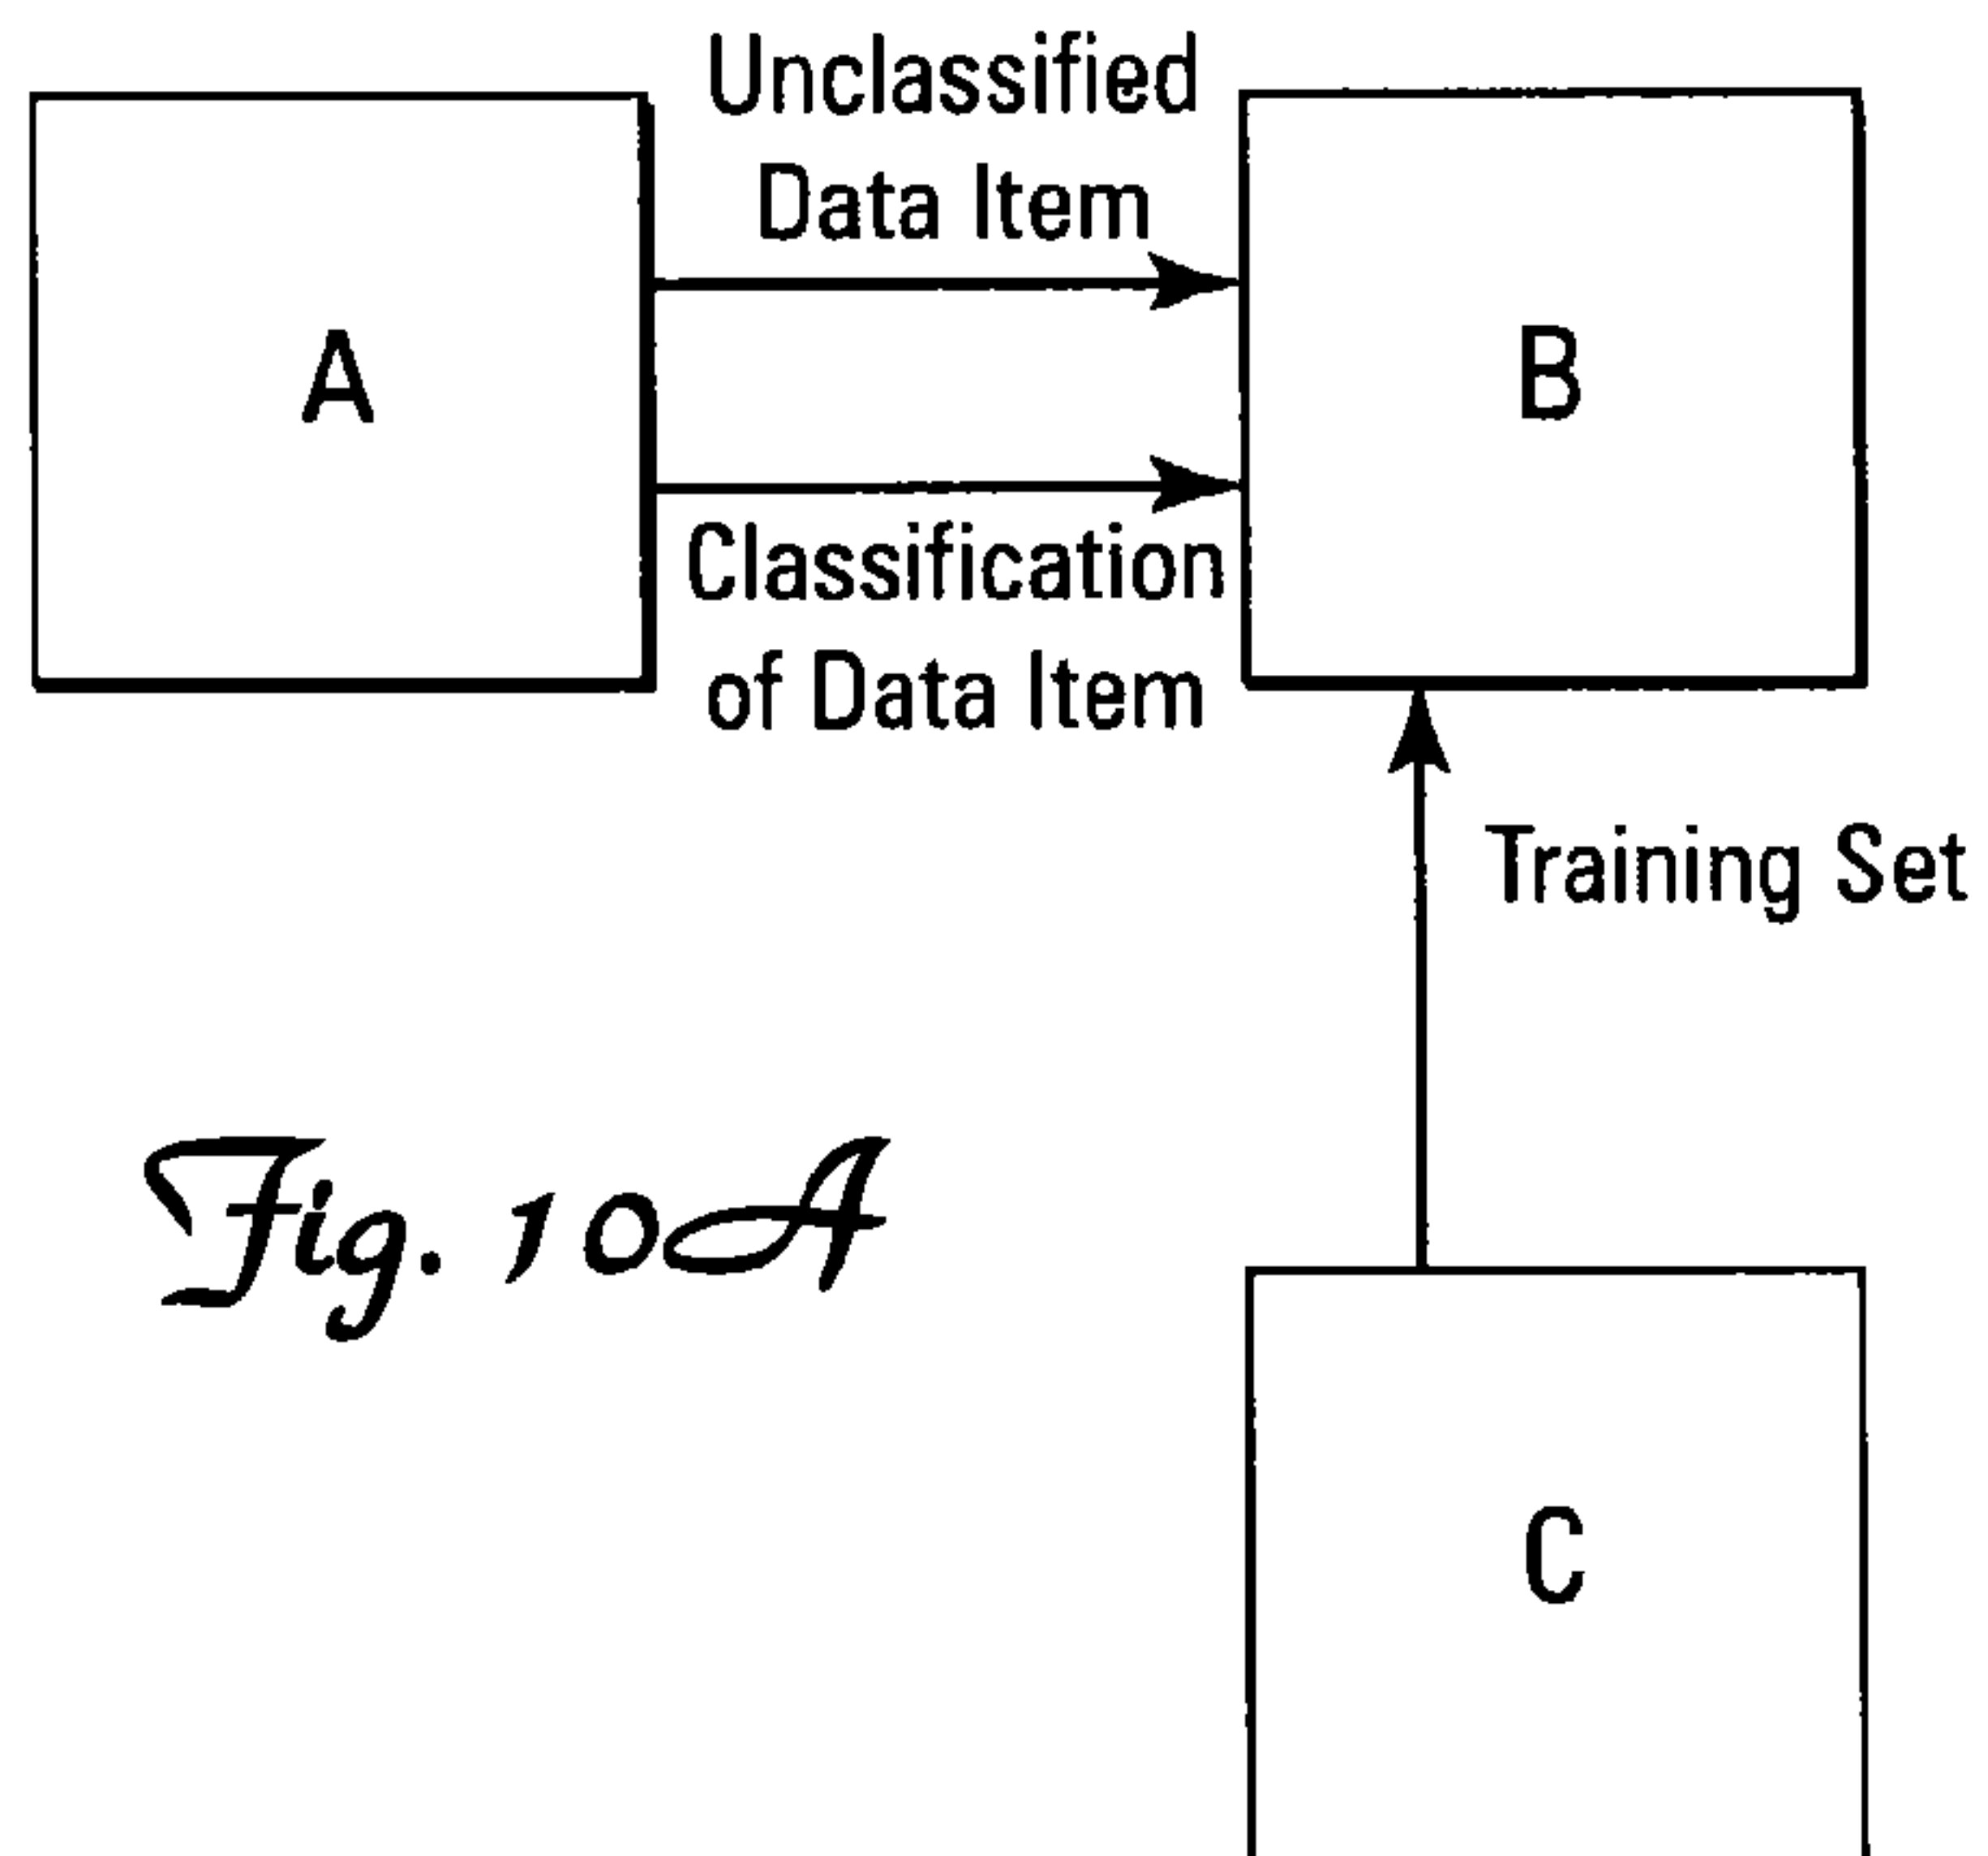 Unclassified
Data Item
A
B
Classification
of Data Item
Training Set
Fig. 10A
C